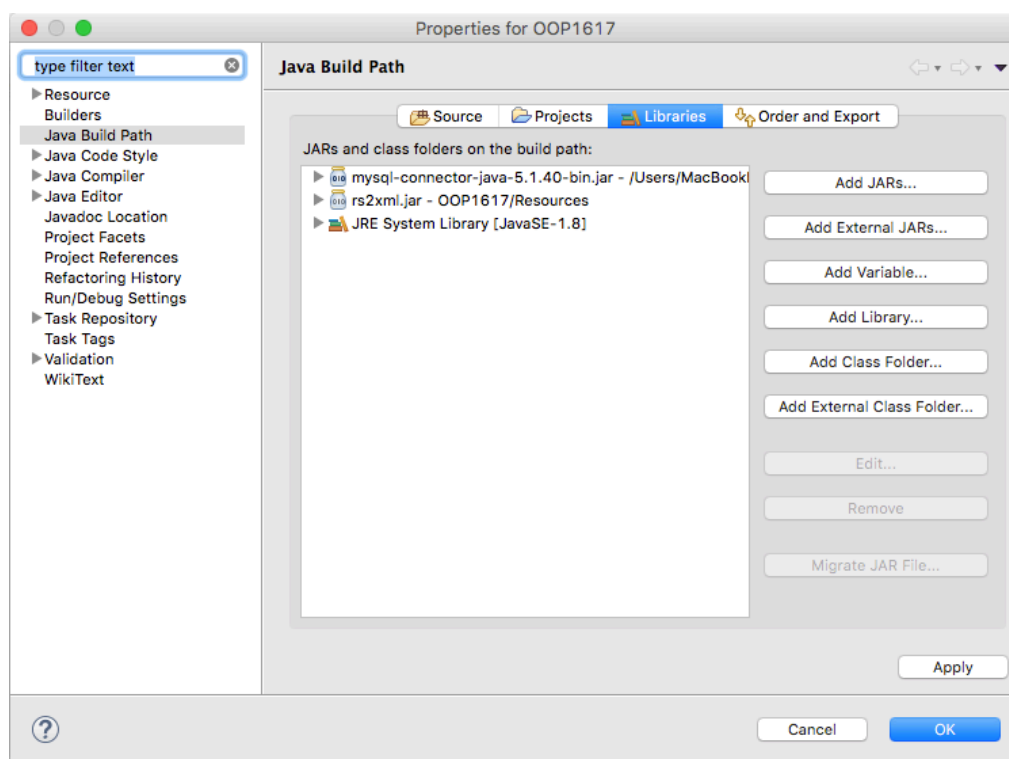 Properties for OOP1617
type filter text
Resource
Builders
Java Build Path
Java Code Style
Java Compiler
Java Editor
Javadoc Location
Project Facets
Project References
Refactoring History
Run/Debug Settings
Task Repository
Task Tags
Validation
WikiText
Java Build Path
Source Projects Libraries Order and Export
JARs and class folders on the build path:
mysql-connector-java-5.1.40-bin.jar - /Users/MacBook
rs2xml.jar - OOP1617/Resources
JRE System Library [JavaSE-1.8]
Add JARs...
Add External JARs...
Add Variable...
Add Library...
Add Class Folder...
Add External Class Folder...
Edit...
Remove
Migrate JAR File...
Apply
?
Cancel OK